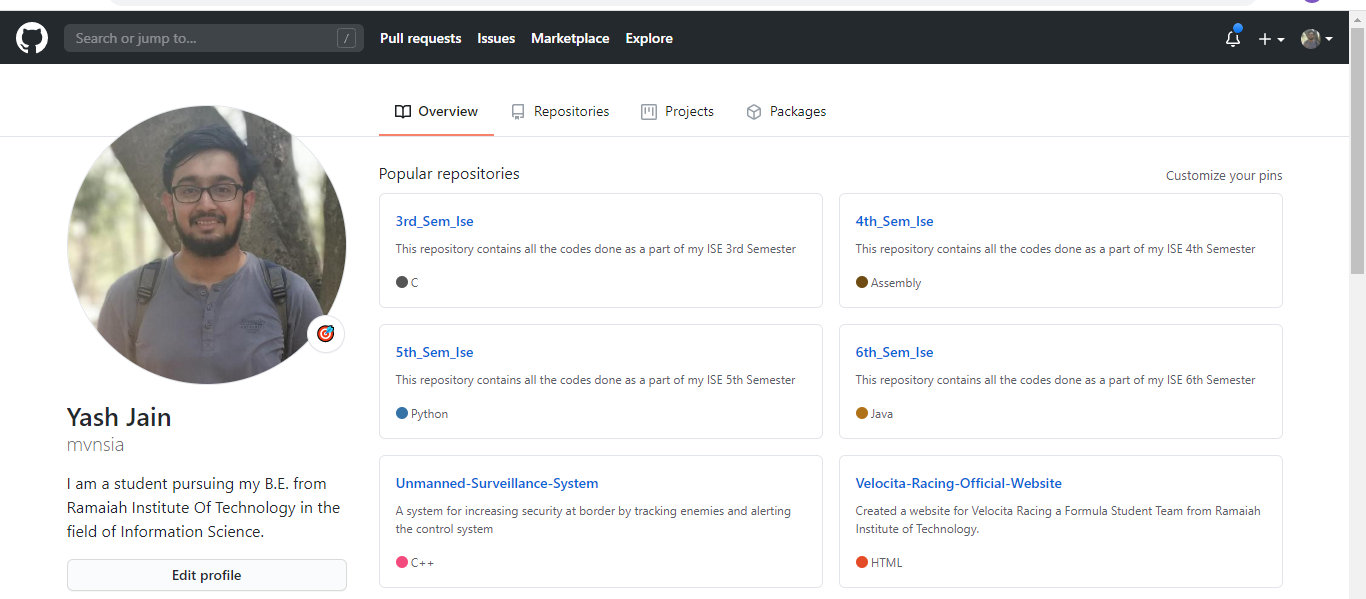 Search or jump to...
/
Pull requests
Issues
Marketplace
Explore
Overview
Repositories
Projects
Packages
Popular repositories
Customize your pins
3rd_Sem_Ise
This repository contains all the codes done as a part of my ISE 3rd Semester
C
4th_Sem_Ise
This repository contains all the codes done as a part of my ISE 4th Semester
Assembly
5th_Sem_Ise
This repository contains all the codes done as a part of my ISE 5th Semester
Python
6th_Sem_Ise
This repository contains all the codes done as a part of my ISE 6th Semester
Java
Unmanned-Surveillance-System
A system for increasing security at border by tracking enemies and alerting
the control system
C++
Velocita-Racing-Official-Website
Created a website for Velocita Racing a Formula Student Team from Ramaiah
Institute of Technology.
HTML
Yash Jain
mvnsia
I am a student pursuing my B.E. from
Ramaiah Institute Of Technology in the
field of Information Science.
Edit profile